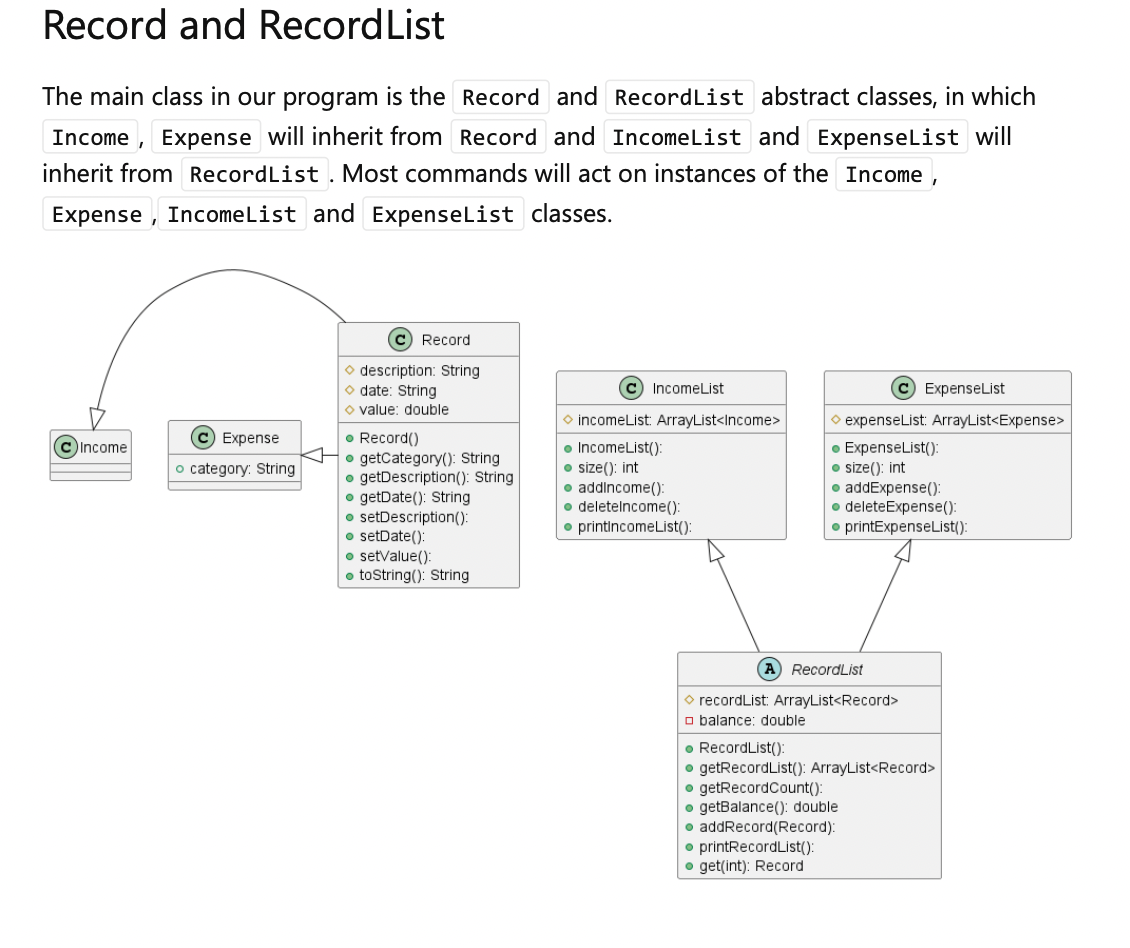 Record and RecordList
The main class in our program is the Record and RecordList abstract classes, in which
Income , Expense will inherit from Record and IncomeList and ExpenseList will
inherit from RecordList . Most commands will act on instances of the Income ,
Expense , IncomeList and ExpenseList classes.
C Income
C Expense
category: String
C Record
description: String
date: String
value: double
Record()
getCategory(): String
getDescription(): String
getDate(): String
setDescription():
setDate():
setValue():
toString(): String
C IncomeList
incomeList: ArrayList<Income>
IncomeList():
size(): int
addIncome():
deleteIncome():
printIncomeList():
C ExpenseList
expenseList: ArrayList<Expense>
ExpenseList():
size(): int
addExpense():
deleteExpense():
printExpenseList():
A RecordList
recordList: ArrayList<Record>
balance: double
RecordList():
getRecordList(): ArrayList<Record>
getRecordCount():
getBalance(): double
addRecord(Record):
printRecordList():
get(int): Record